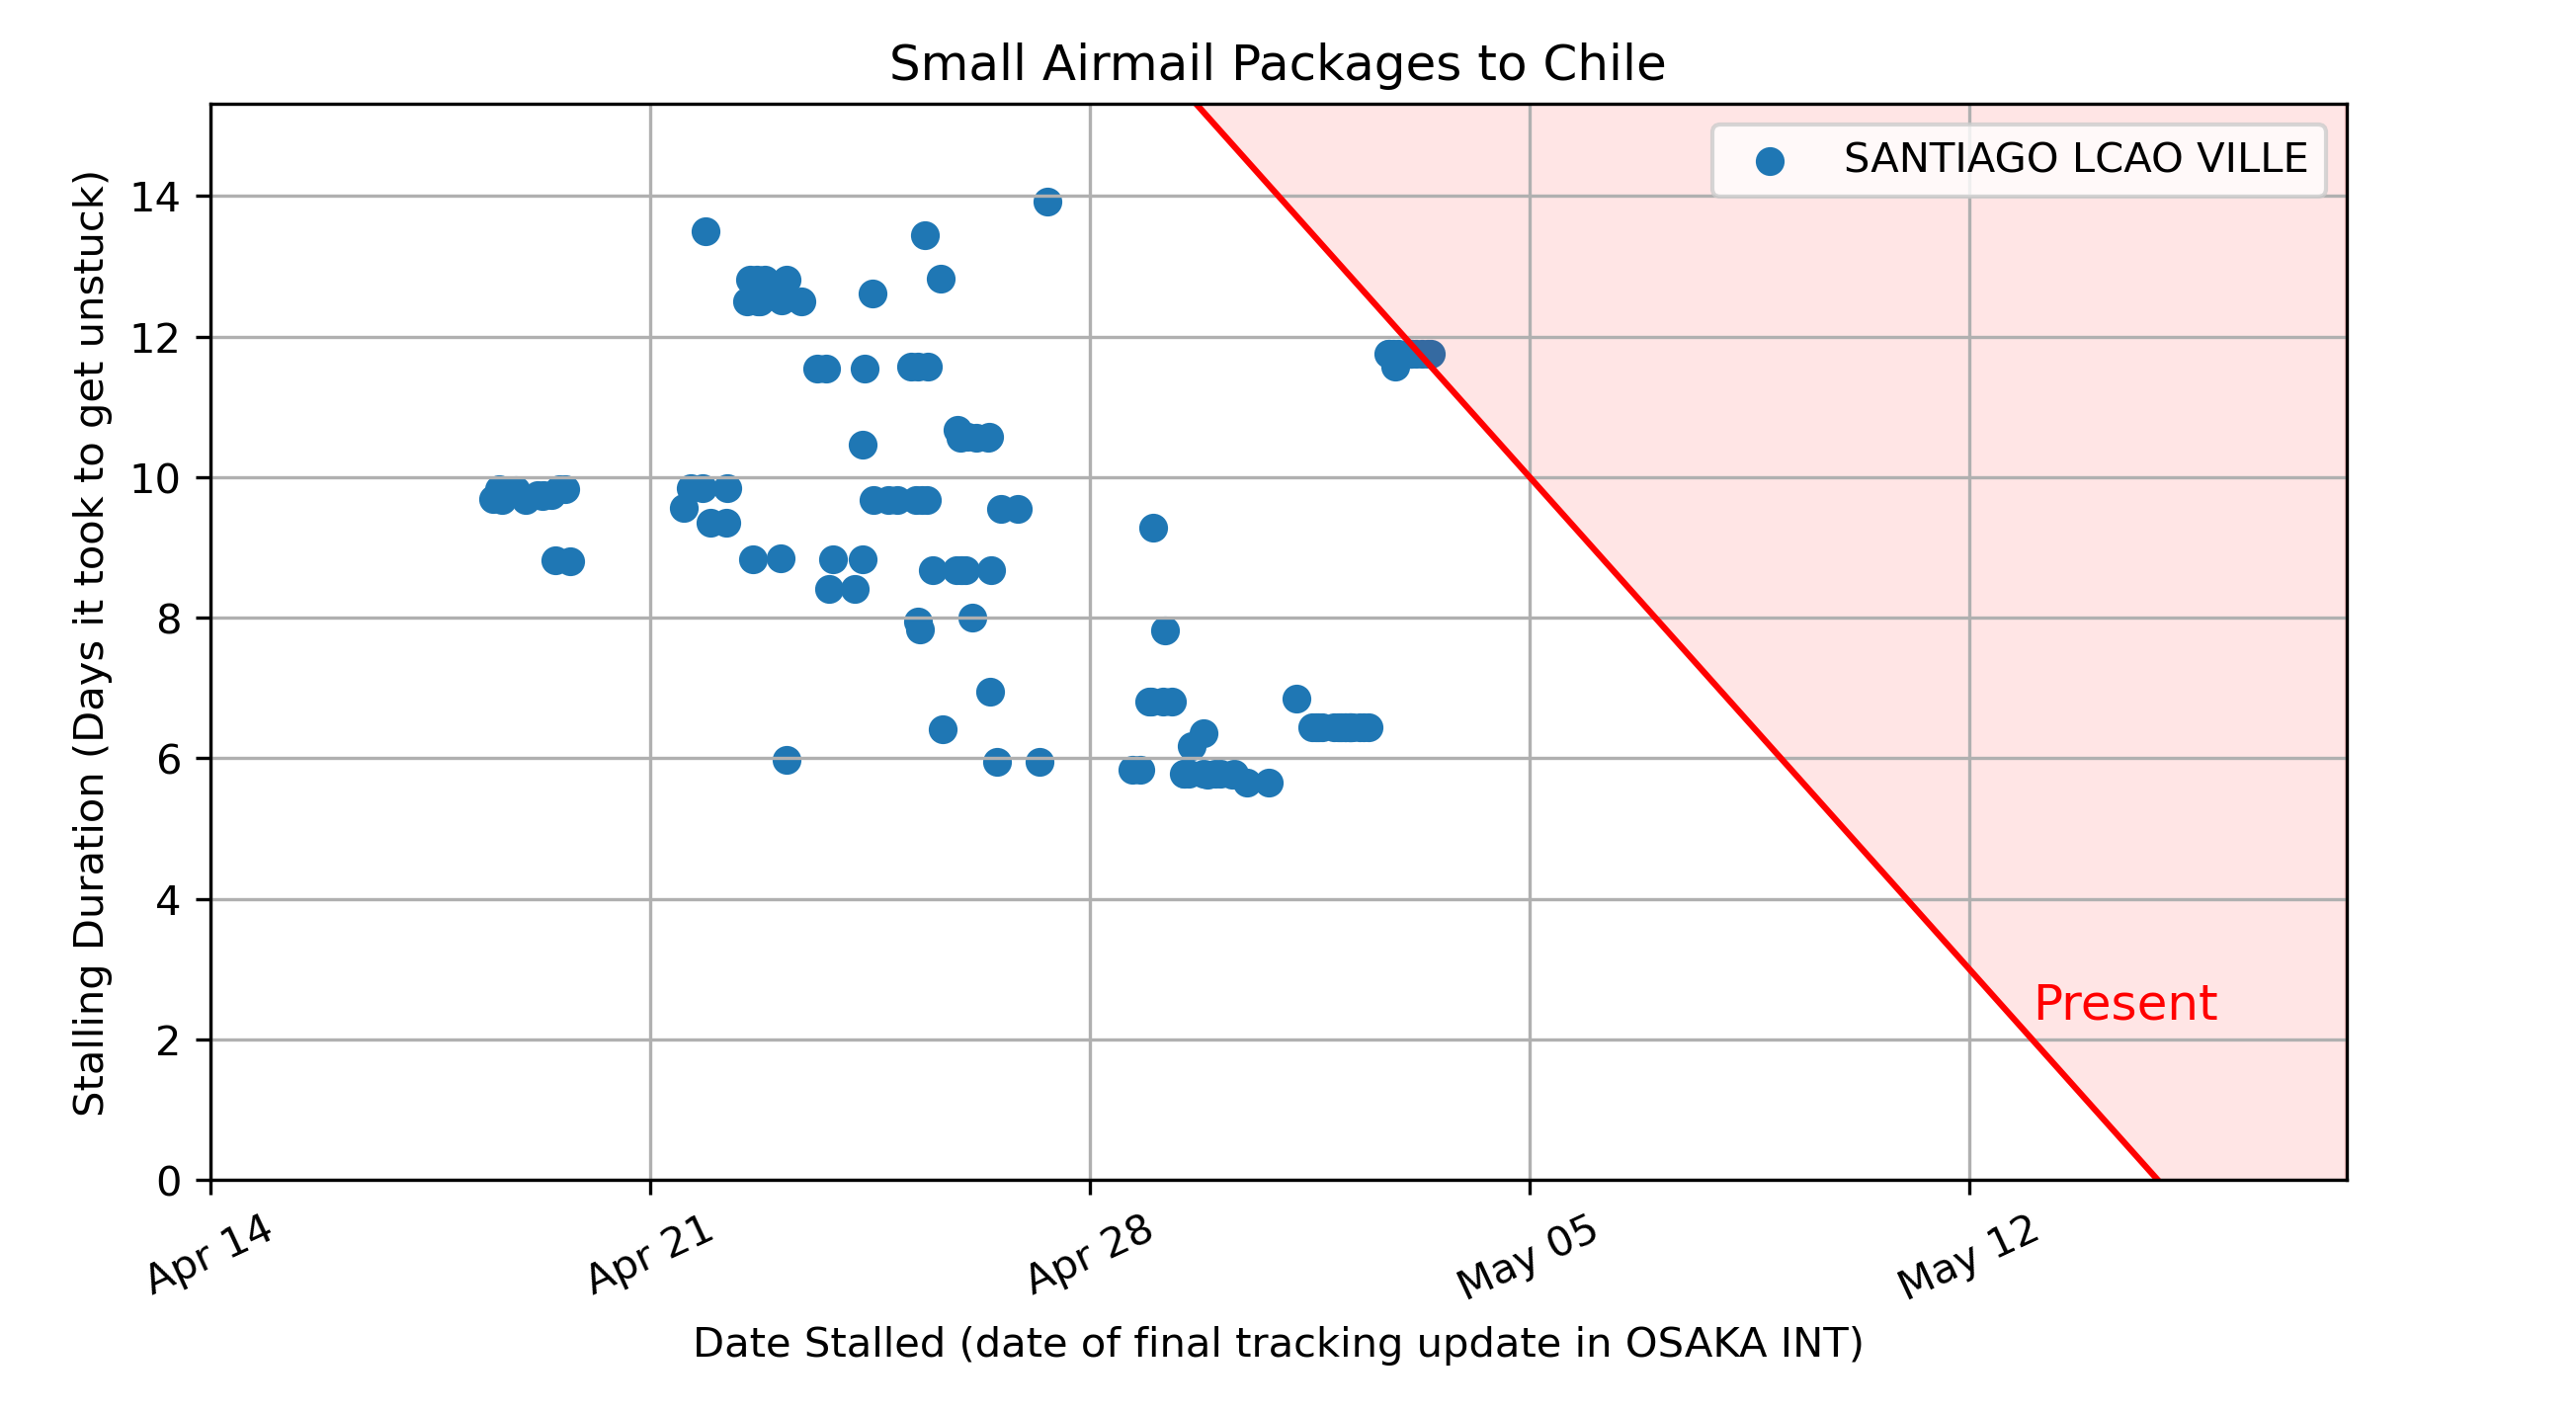 Small Airmail Packages to Chile
SANTIAGO LCAO VILLE
Stalling Duration (Days it took to get unstuck)
14
12
10
8
6
4
2
0
Present
Apr 14
Apr 21
Apr 28
May 05
May 12
Date Stalled (date of final tracking update in OSAKA INT)